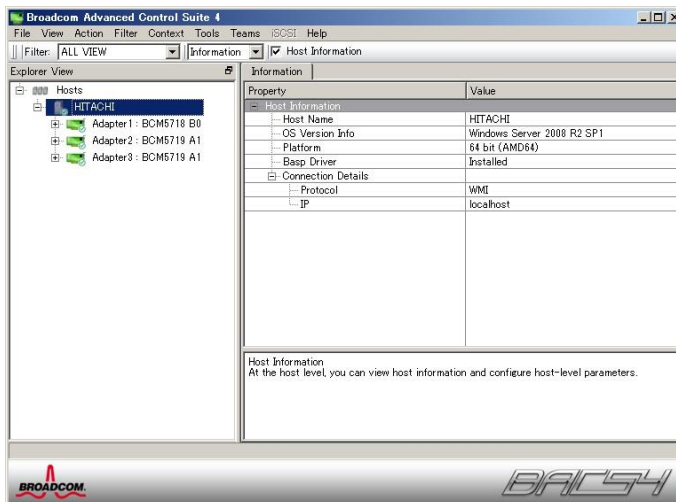 Broadcom Advanced Control Suite 4
File View Action Filter Context Tools Teams iSCSI Help
Filter: ALL VIEW Information Host Information
Explorer View
Hosts
HITACHI
Adapter1 : BCM5718 B0
Adapter2 : BCM5719 A1
Adapter3 : BCM5719 A1
Information
Property Value
Host Information
Host Name HITACHI
OS Version Info Windows Server 2008 R2 SP1
Platform 64 bit (AMD64)
Basp Driver Installed
Connection Details
Protocol WMI
IP localhost
Host Information
At the host level, you can view host information and configure host-level parameters.
BROADCOM.
BACS4